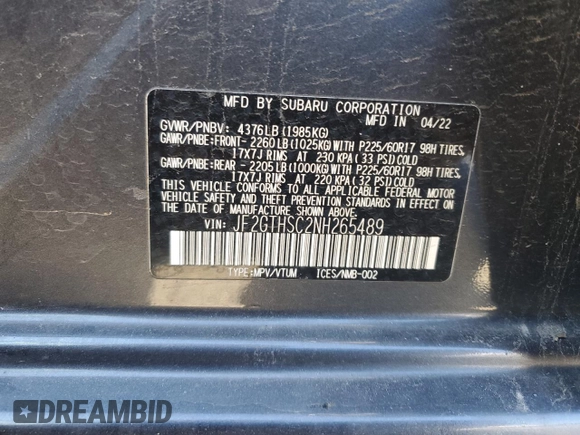 MFD BY SUBARU CORPORATION
MFD IN 04/22
GVWR/PNBV: 4376LB (1985KG)
GAWR/PNBE:FRONT- 2260LB (1025KG) WITH P225/60R17 98H TIRES,
17X7J RIMS AT 230 KPA ( 33 PSI) COLD
GAWR/PNBE:REAR - 2205LB (1000KG) WITH P225/60R17 98H TIRES,
17X7J RIMS AT 220 KPA ( 32 PSI) COLD
THIS VEHICLE CONFORMS TO ALL APPLICABLE FEDERAL MOTOR
VEHICLE SAFETY, BUMPER, AND THEFT PREVENTION STANDARDS
IN EFFECT ON THE DATE OF MANUFACTURE SHOWN ABOVE.
VIN: JF2GTHSC2NH265489
TYPE:MPV/VTUM ICES/NMB-002
DREAMBID